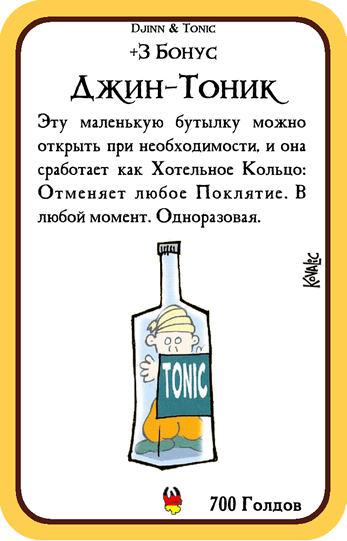 Djinn & Tonic
+3 Бонус
Джин-Тоник
Эту маленькую бутылку можно
открыть при необходимости, и она
сработает как Хотельное Кольцо:
Отменяет любое Поклятие. В
любой момент. Одноразовая.
Kovalic
TONIC
700 Голдов